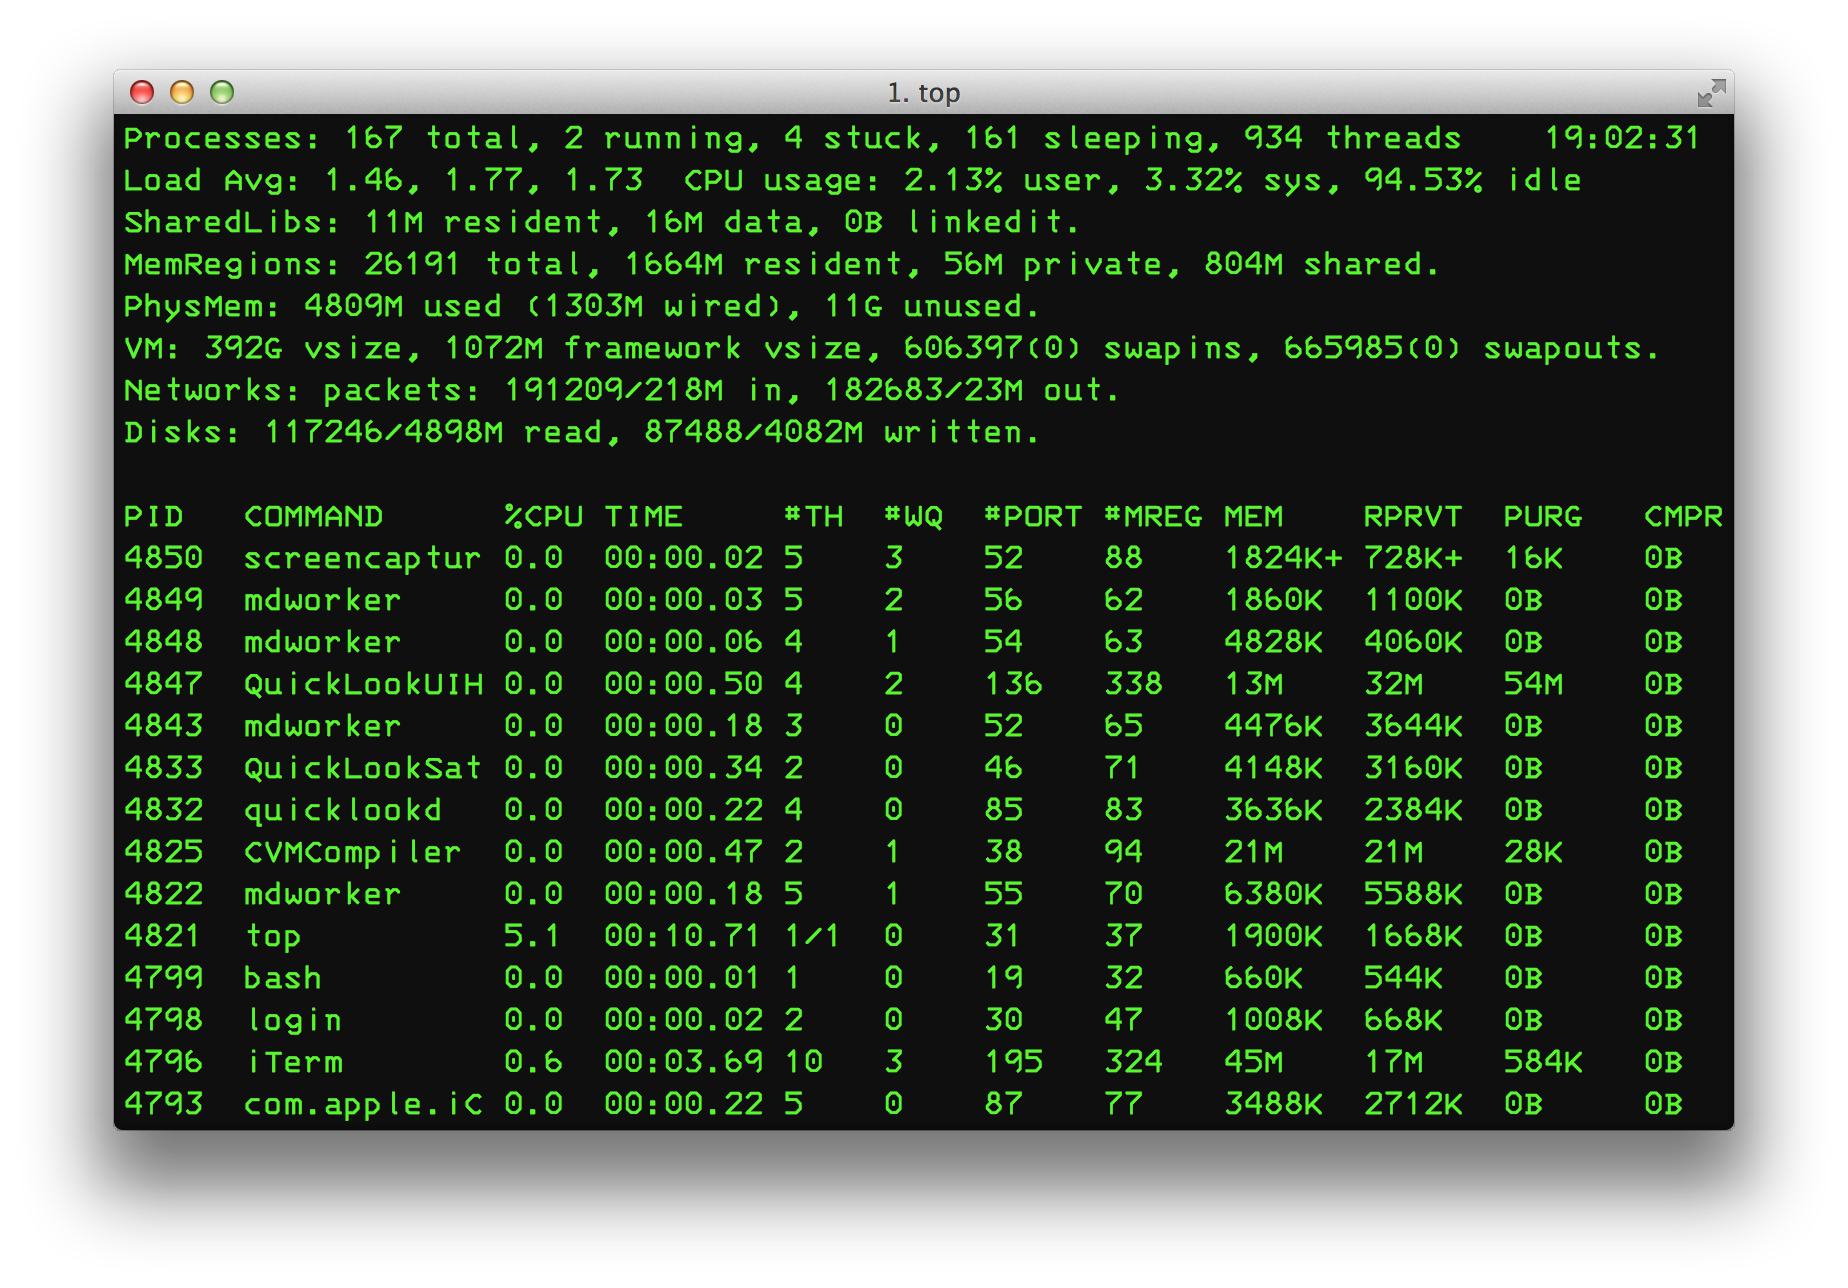 1. top
Processes: 167 total, 2 running, 4 stuck, 161 sleeping, 934 threads    19:02:31
Load Avg: 1.46, 1.77, 1.73  CPU usage: 2.13% user, 3.32% sys, 94.53% idle
SharedLibs: 11M resident, 16M data, 0B linkedit.
MemRegions: 26191 total, 1664M resident, 56M private, 804M shared.
PhysMem: 4809M used (1303M wired), 11G unused.
VM: 392G vsize, 1072M framework vsize, 606397(0) swapins, 665985(0) swapouts.
Networks: packets: 191209/218M in, 182683/23M out.
Disks: 117246/4898M read, 87488/4082M written.
PID   COMMAND      %CPU TIME     #TH  #WQ  #PORT #MREG MEM    RPRVT  PURG   CMPR
4850  screencaptur 0.0  00:00.02 5    3    52    88    1824K+ 728K+  16K    0B
4849  mdworker     0.0  00:00.03 5    2    56    62    1860K  1100K  0B     0B
4848  mdworker     0.0  00:00.06 4    1    54    63    4828K  4060K  0B     0B
4847  QuickLookUIH 0.0  00:00.50 4    2    136   338   13M    32M    54M    0B
4843  mdworker     0.0  00:00.18 3    0    52    65    4476K  3644K  0B     0B
4833  QuickLookSat 0.0  00:00.34 2    0    46    71    4148K  3160K  0B     0B
4832  quicklookd   0.0  00:00.22 4    0    85    83    3636K  2384K  0B     0B
4825  CVMCompiler  0.0  00:00.47 2    1    38    94    21M    21M    28K    0B
4822  mdworker     0.0  00:00.18 5    1    55    70    6380K  5588K  0B     0B
4821  top          5.1  00:10.71 1/1  0    31    37    1900K  1668K  0B     0B
4799  bash         0.0  00:00.01 1    0    19    32    660K   544K   0B     0B
4798  login        0.0  00:00.02 2    0    30    47    1008K  668K   0B     0B
4796  iTerm        0.6  00:03.69 10   3    195   324   45M    17M    584K   0B
4793  com.apple.iC 0.0  00:00.22 5    0    87    77    3488K  2712K  0B     0B